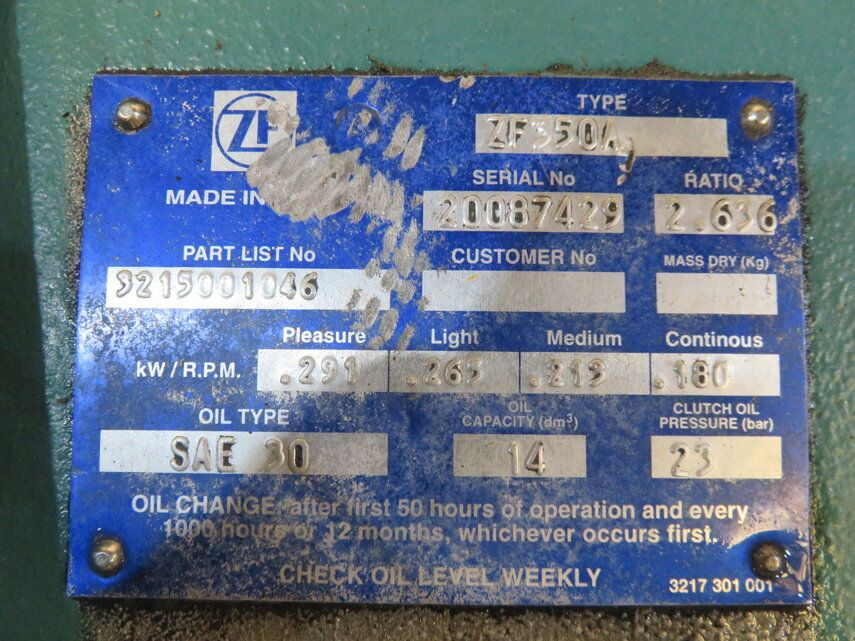 ZF
TYPE
ZF350A
MADE IN
SERIAL No
20087429
RATIO
2.636
PART LIST No
3215001046
CUSTOMER No
MASS DRY (Kg)
Pleasure Light Medium Continous
kW / R.P.M. .291 .265 .213 .180
OIL TYPE
SAE 30
OIL
CAPACITY (dm³)
14
CLUTCH OIL
PRESSURE (bar)
23
OIL CHANGE: after first 50 hours of operation and every
1000 hours or 12 months, whichever occurs first.
CHECK OIL LEVEL WEEKLY
3217 301 001